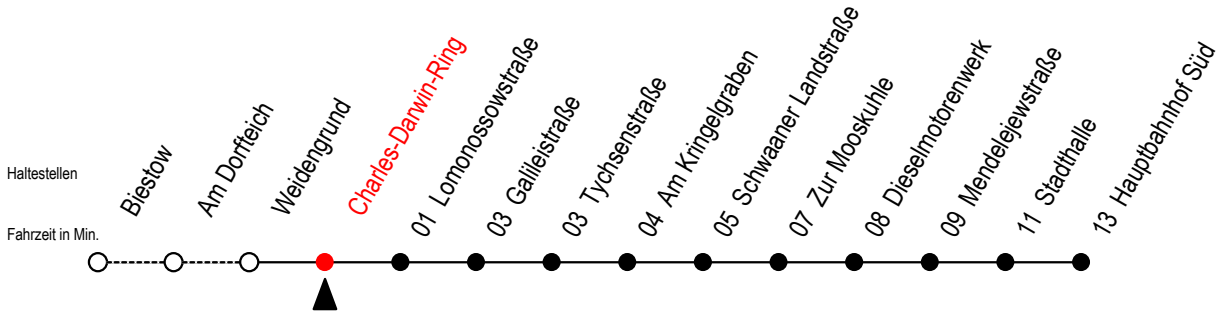 Haltestellen
Fahrzeit in Min.
Biestow
Am Dorfteich
Weidengrund
Charles-Darwin-Ring
01 Lomonossowstraße
03 Galileistraße
03 Tychsenstraße
04 Am Kringelgraben
05 Schwaaner Landstraße
07 Zur Mooskuhle
08 Dieselmotorenwerk
09 Mendelejewstraße
11 Stadthalle
13 Hauptbahnhof Süd